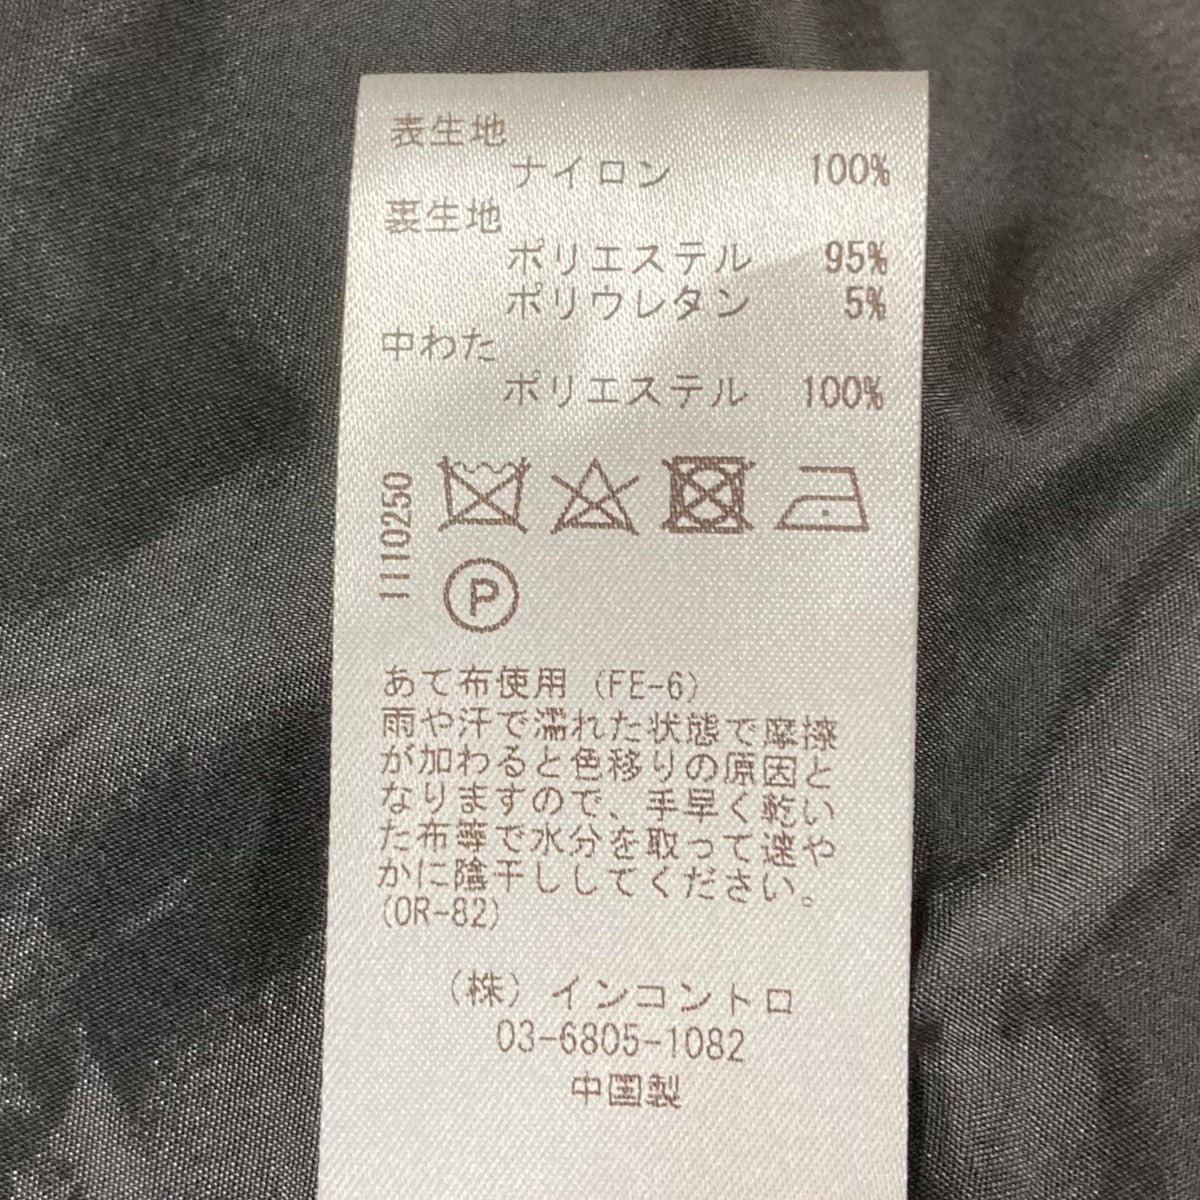 表生地
ナイロン 100%
裏生地
ポリエステル 95%
ポリウレタン 5%
中わた
ポリエステル 100%
1110250
P
あて布使用 (FE-6)
雨や汗で濡れた状態で摩擦
が加わると色移りの原因と
なりますので、手早く乾い
た布等で水分を取って速や
かに陰干ししてください。
(OR-82)
(株) インコントロ
03-6805-1082
中国製